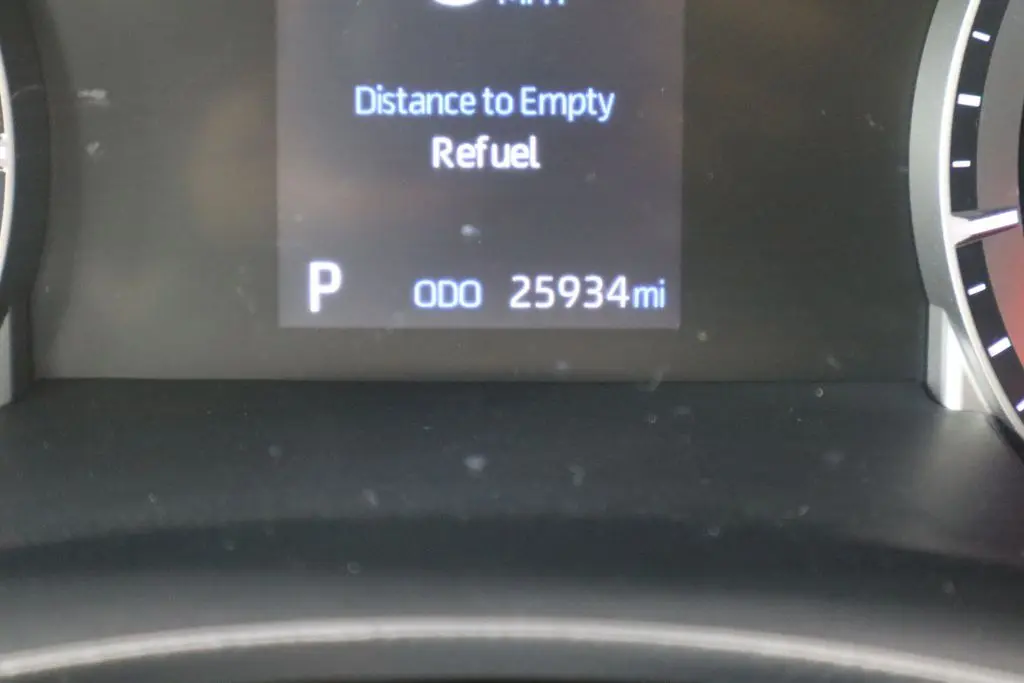 Distance to Empty
Refuel
P ODO 25934mi